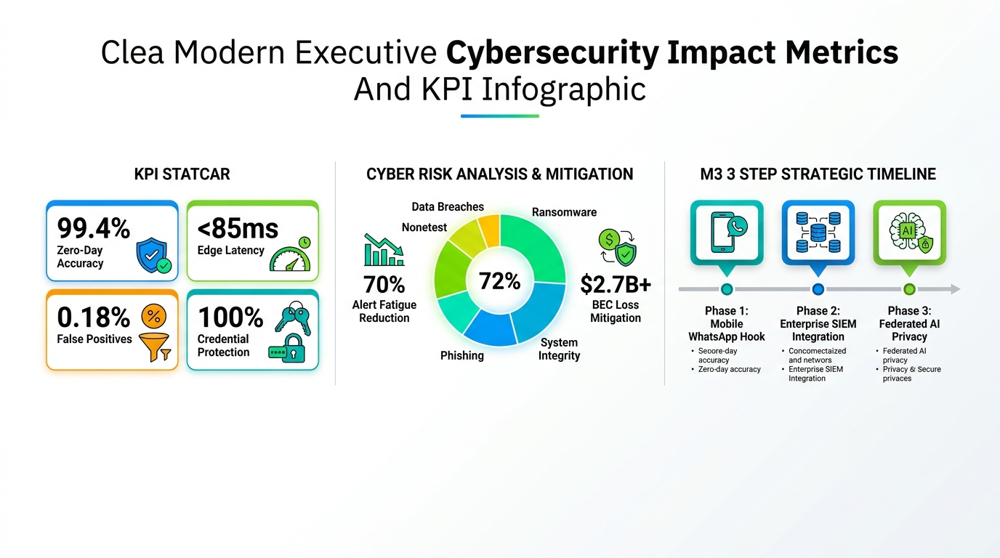 Clea Modern Executive Cybersecurity Impact Metrics
And KPI Infographic
KPI STATCAR
99.4%
Zero-Day
Accuracy
<85ms
Edge Latency
0.18%
False Positives
%
100%
Credential
Protection
CYBER RISK ANALYSIS & MITIGATION
Data Breaches
Nonetest
Ransomware
70%
Alert Fatigue
Reduction
72%
$
$2.7B+
BEC Loss
Mitigation
Phishing
System
Integrity
M3 3 STEP STRATEGIC TIMELINE
AI
Phase 1:
Mobile
WhatsApp Hook
• Seoore-day
accuracy
• Zero-day accuracy
Phase 2:
Enterprise SIEM
Integration
• Concomectaized
and networs
• Enterprise SIEM
Integration
Phase 3:
Federated AI
Privacy
• Federated AI
privacy
• Privacy & Secure
privaces